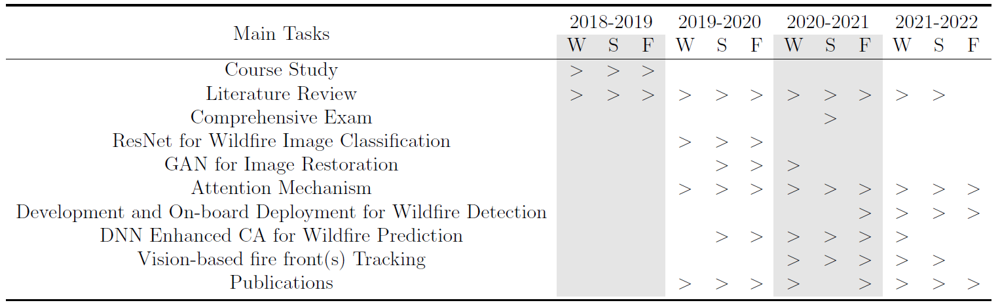 2018-2019 2019-2020 2020-2021 2021-2022
Main Tasks
W S F W S F W S F W S F
Course Study > > >
Literature Review > > > > > > > > > > >
Comprehensive Exam >
ResNet for Wildfire Image Classification > > >
GAN for Image Restoration > > >
Attention Mechanism > > > > > > > > >
Development and On-board Deployment for Wildfire Detection > > > >
DNN Enhanced CA for Wildfire Prediction > > > > > >
Vision-based fire front(s) Tracking > > > > >
Publications > > > > > > > >